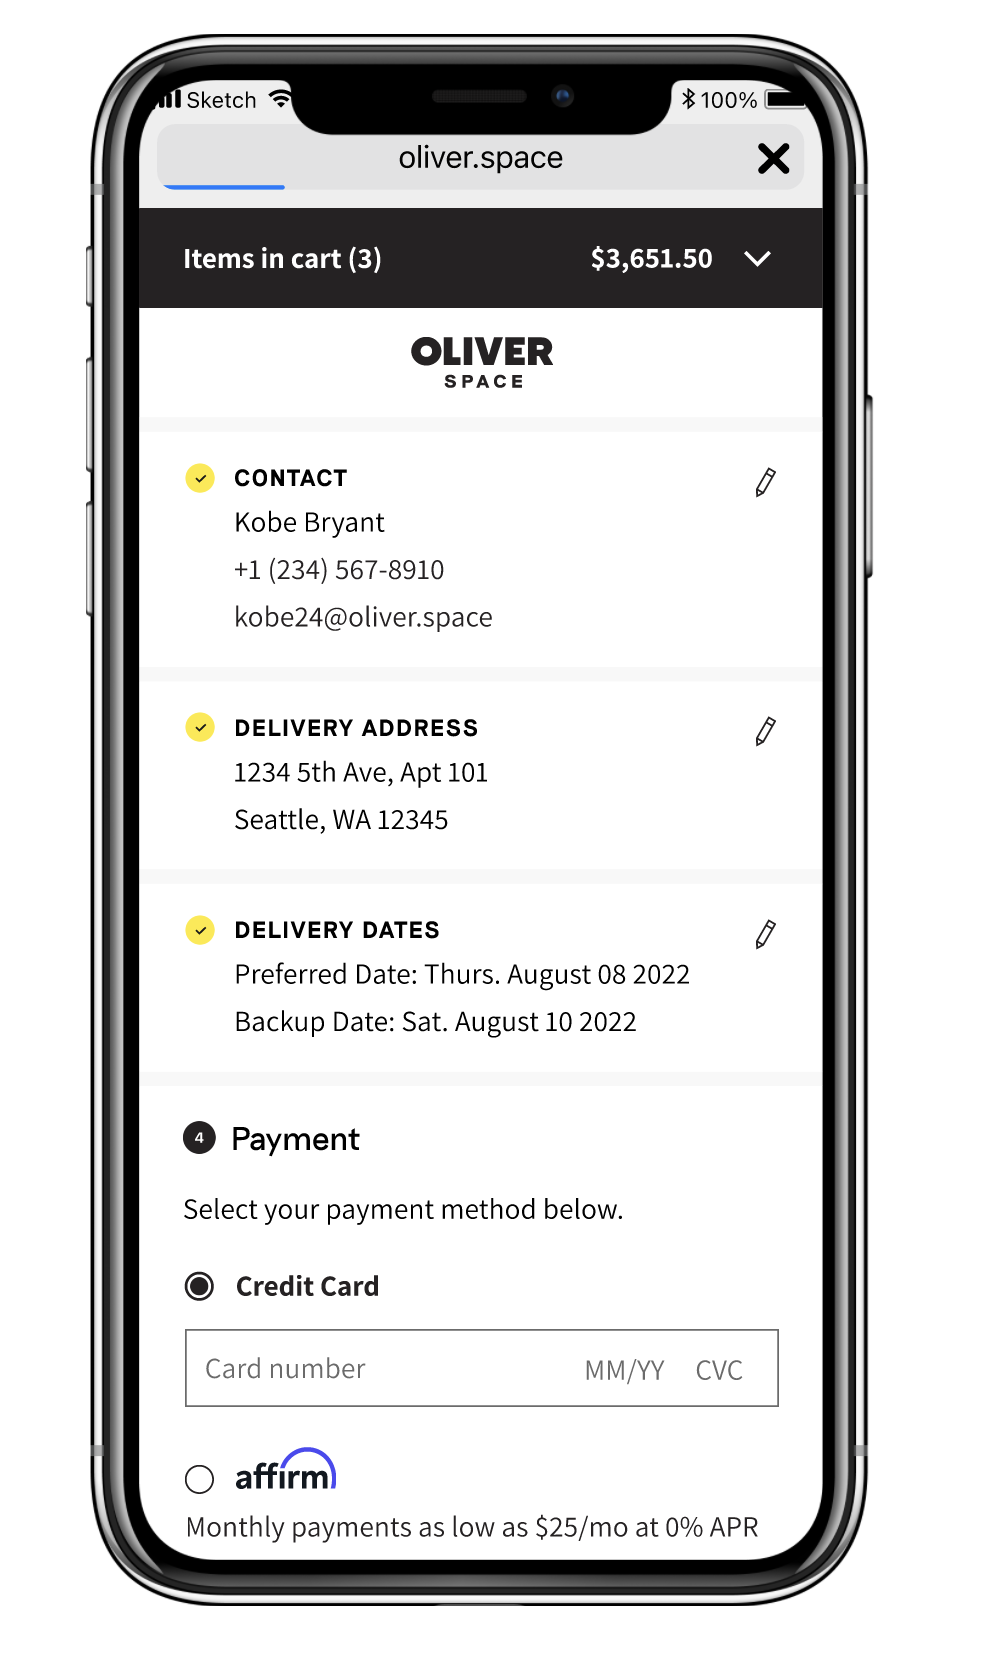 Sketch 100%
oliver.space
Items in cart (3) $3,651.50
OLIVER
SPACE
CONTACT
Kobe Bryant
+1 (234) 567-8910
kobe24@oliver.space
DELIVERY ADDRESS
1234 5th Ave, Apt 101
Seattle, WA 12345
DELIVERY DATES
Preferred Date: Thurs. August 08 2022
Backup Date: Sat. August 10 2022
4 Payment
Select your payment method below.
Credit Card
Card number MM/YY CVC
affirm
Monthly payments as low as $25/mo at 0% APR